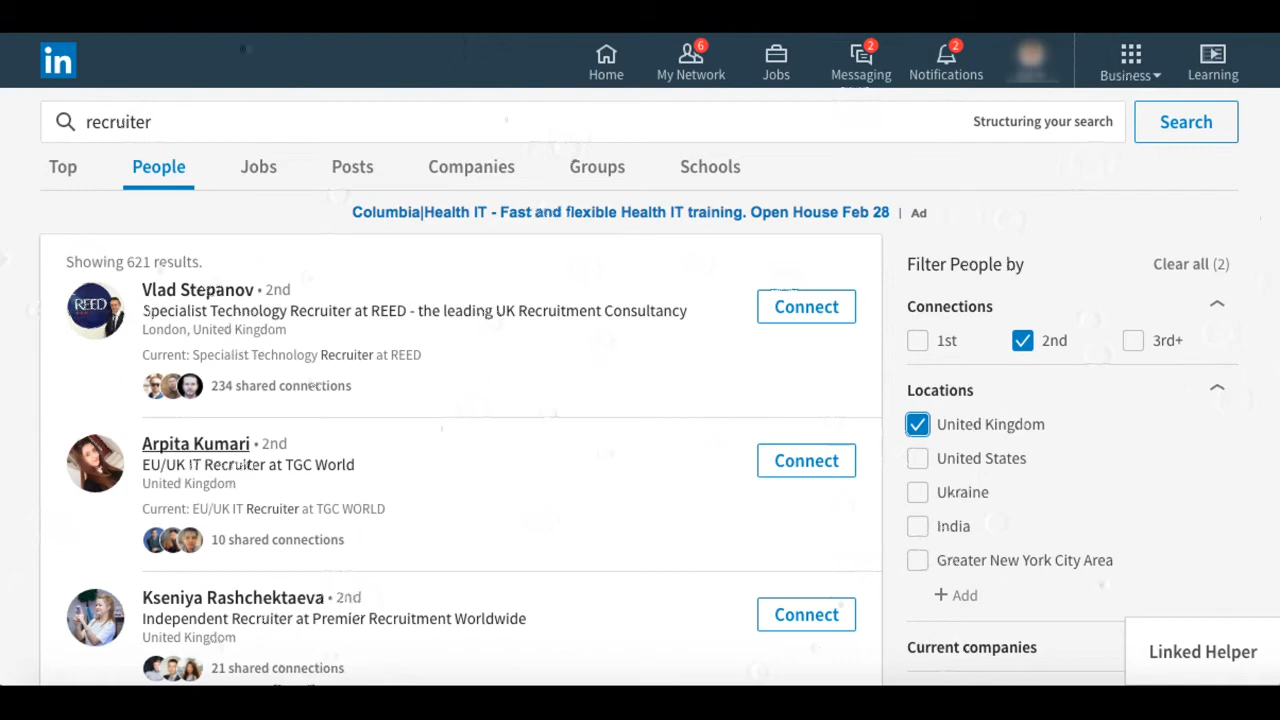 in
Home
6
My Network
Jobs
2
Messaging
2
Notifications
Business
Learning
recruiter
Structuring your search
Search
Top
People
Jobs
Posts
Companies
Groups
Schools
Columbia|Health IT - Fast and flexible Health IT training. Open House Feb 28 | Ad
Showing 621 results.
REED
Vlad Stepanov • 2nd
Specialist Technology Recruiter at REED - the leading UK Recruitment Consultancy
London, United Kingdom
Current: Specialist Technology Recruiter at REED
234 shared connections
Connect
Arpita Kumari • 2nd
EU/UK IT Recruiter at TGC World
United Kingdom
Current: EU/UK IT Recruiter at TGC WORLD
10 shared connections
Connect
Kseniya Rashchektaeva • 2nd
Independent Recruiter at Premier Recruitment Worldwide
United Kingdom
21 shared connections
Connect
Filter People by
Clear all (2)
Connections
1st
2nd
3rd+
Locations
United Kingdom
United States
Ukraine
India
Greater New York City Area
+ Add
Current companies
Linked Helper